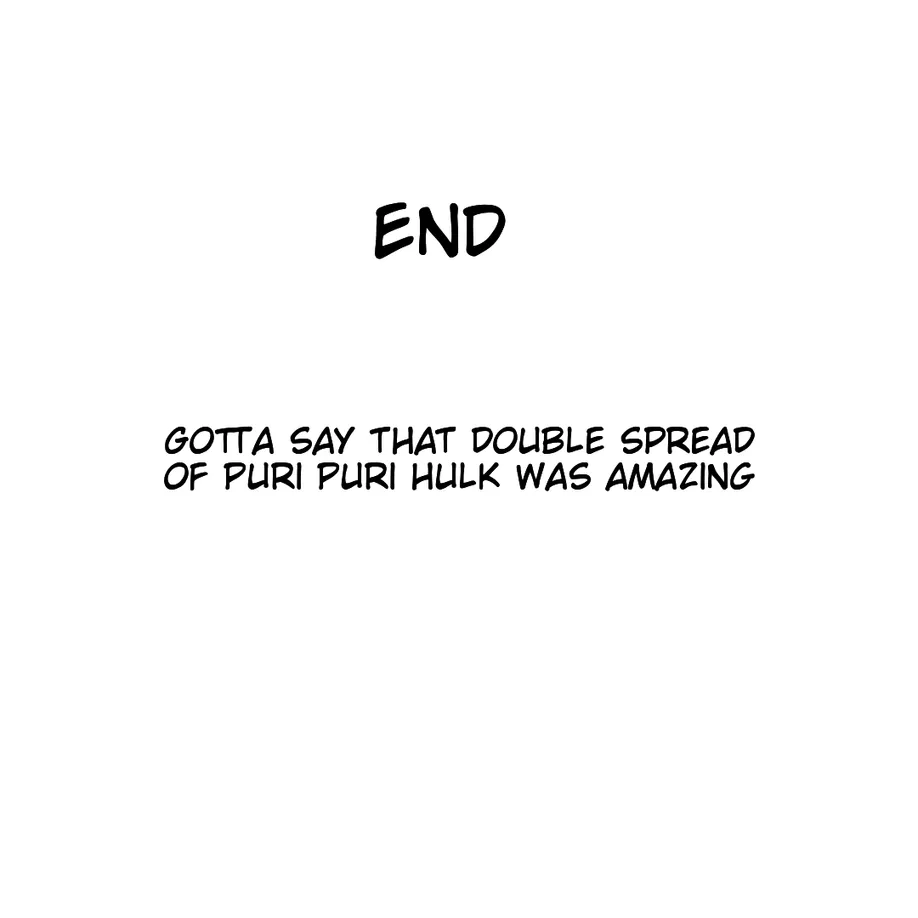 END
GOTTA SAY THAT DOUBLE SPREAD
OF PURI PURI HULK WAS AMAZING